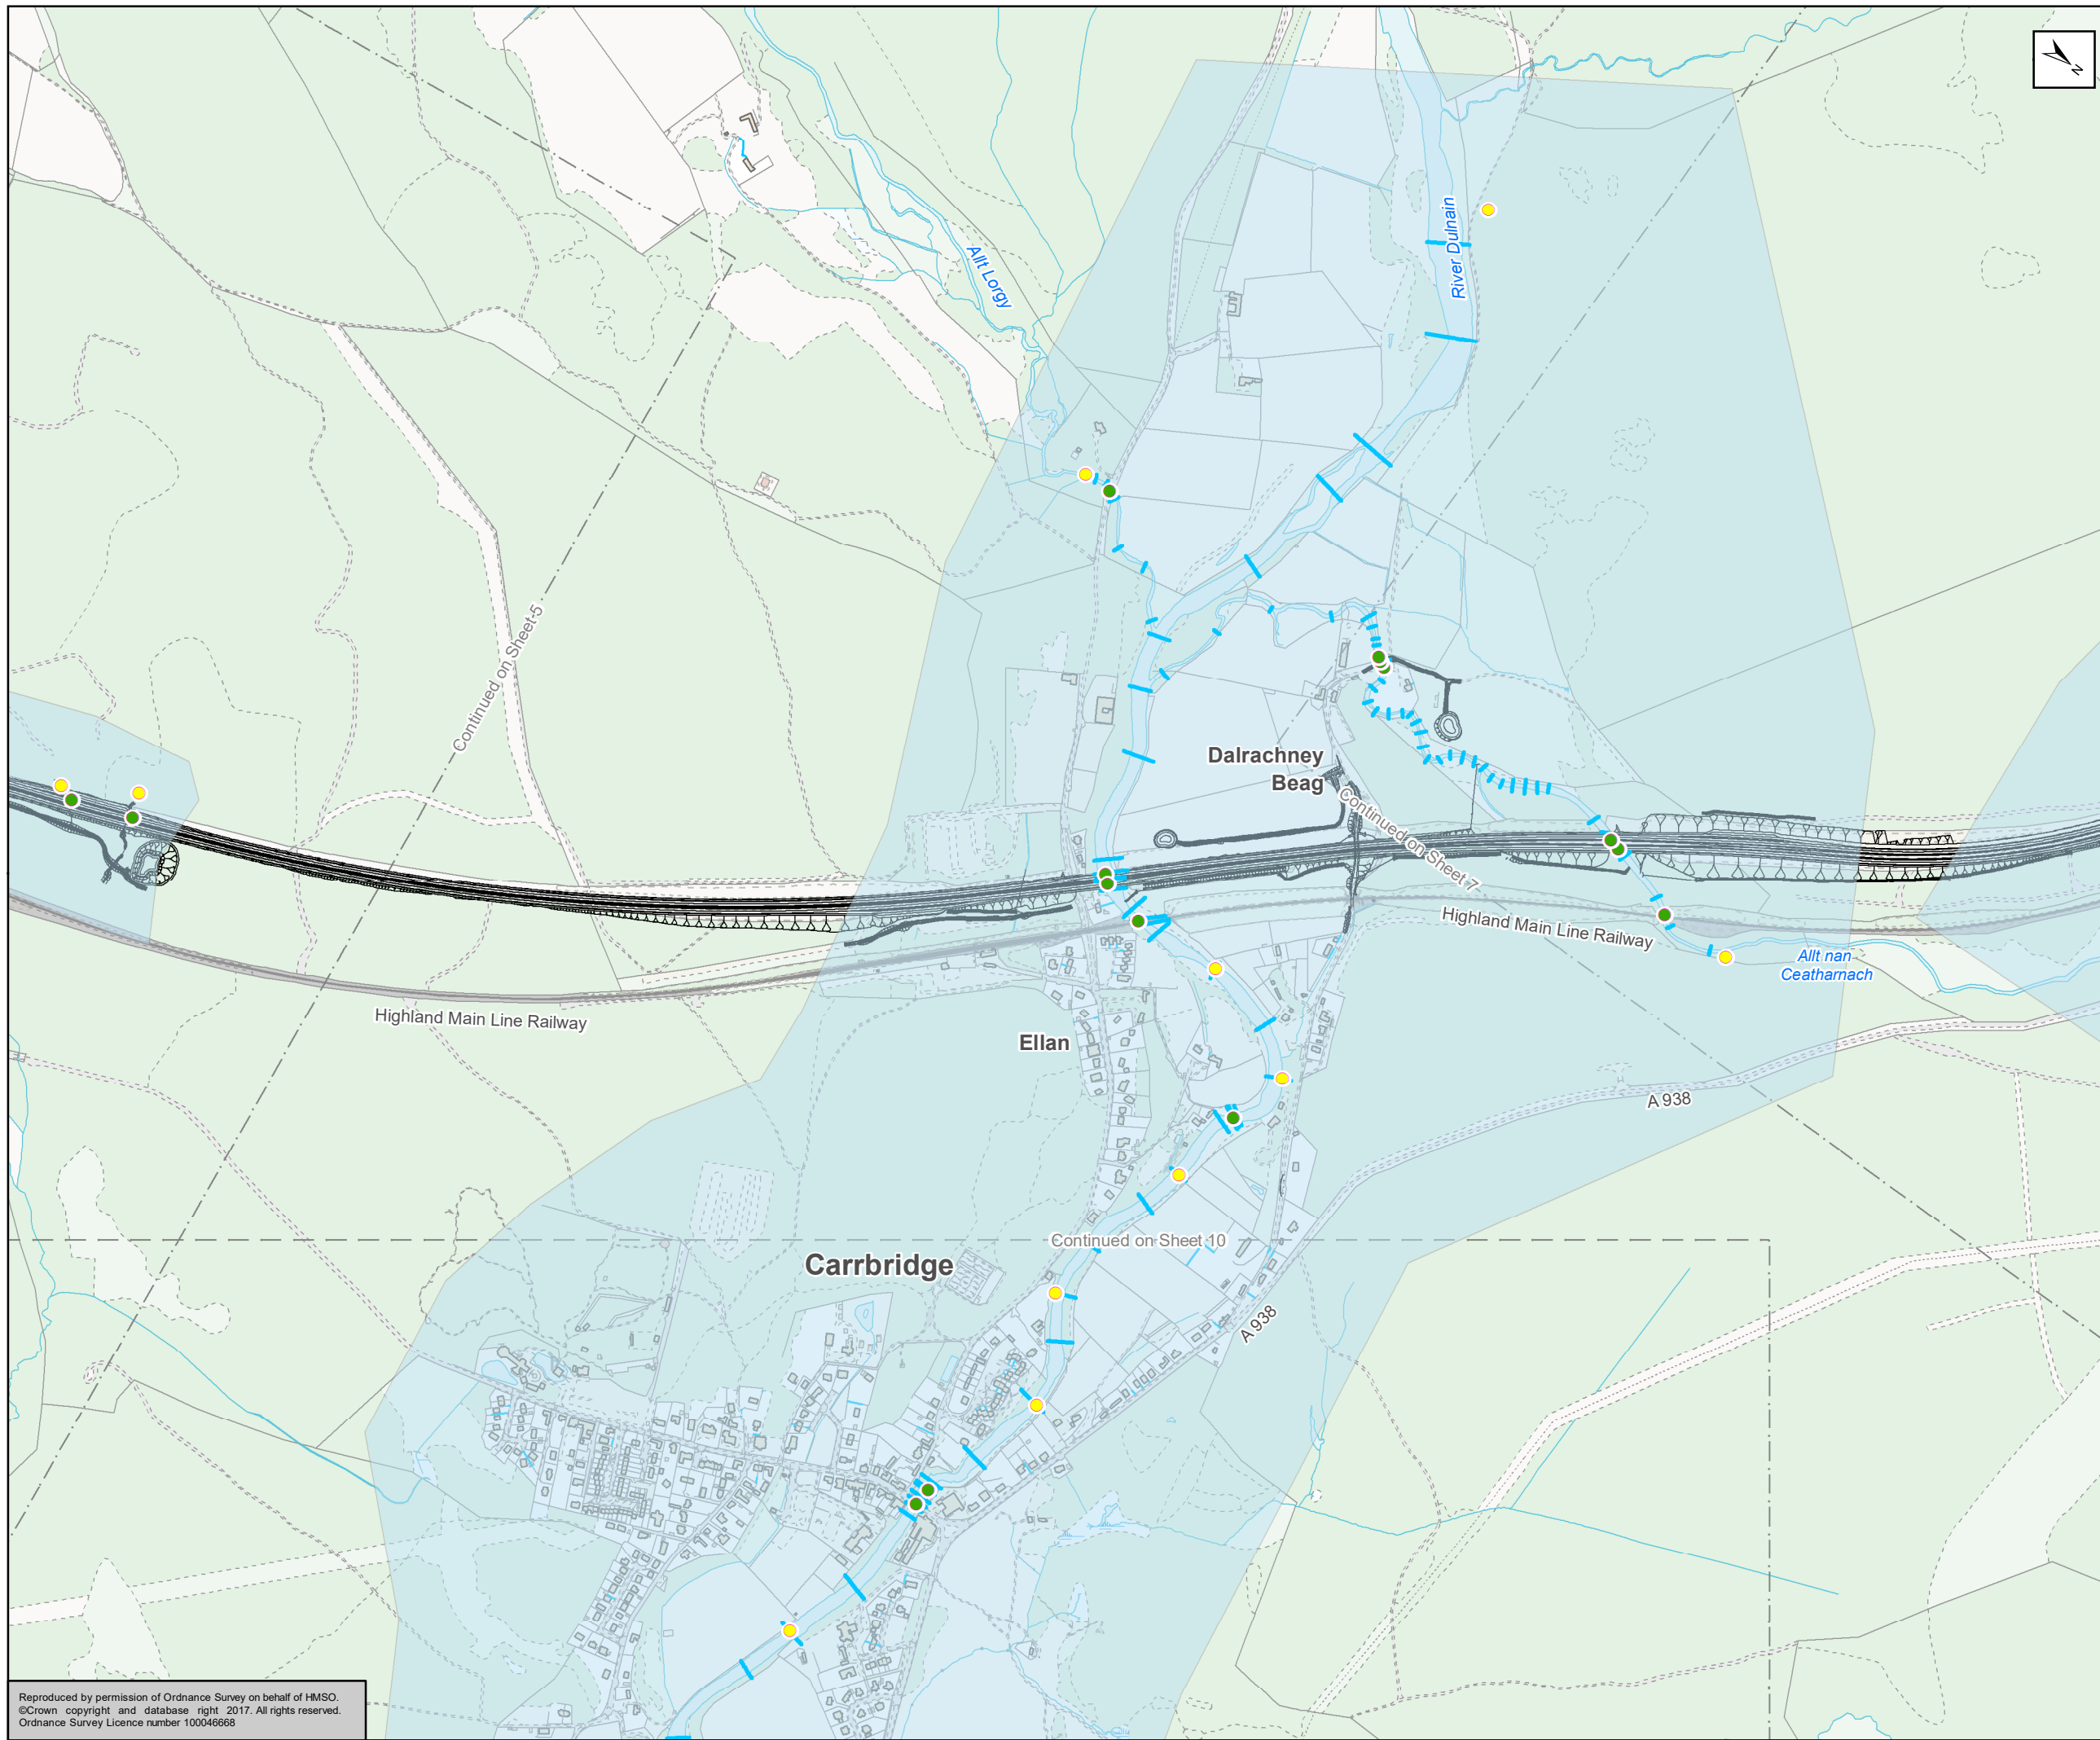 N
River Dulnain
Allt Lorgy
Continued on Sheet 5
Dalrachney
Beag
Continued on Sheet 7
Highland Main Line Railway
Allt nan
Ceatharnach
Highland Main Line Railway
Ellan
A 938
Continued on Sheet 10
Carrbridge
A 938
Reproduced by permission of Ordnance Survey on behalf of HMSO.
©Crown copyright and database right 2017. All rights reserved.
Ordnance Survey Licence number 100046668